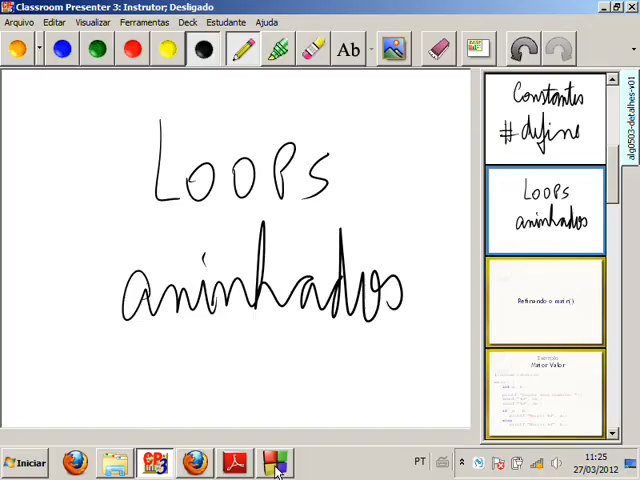 Classroom Presenter 3: Instrutor; Desligado
Arquivo Editar Visualizar Ferramentas Deck Estudante Ajuda
Ab
Loops
aninhados
Constantes
#define
Loops
aninhados
Refinando o main()
Exemplo
Maior Valor
alg0503-detalhes-v01
Iniciar
CP3
PT
11:25
27/03/2012